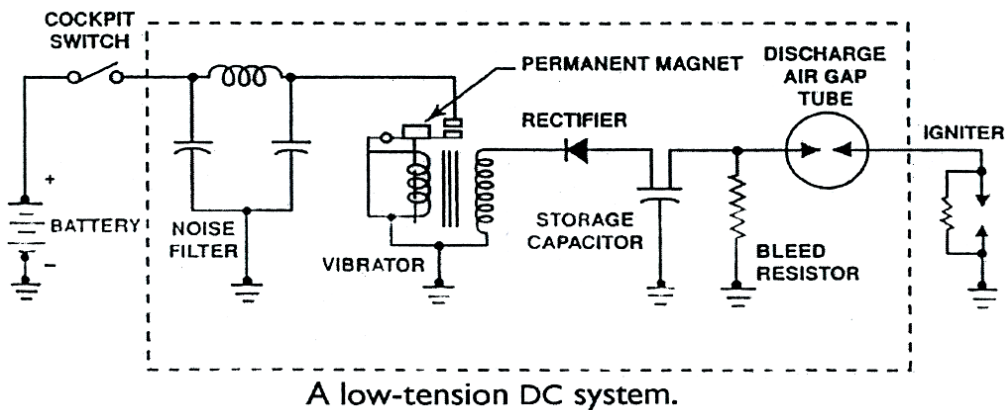 COCKPIT
SWITCH
PERMANENT MAGNET
DISCHARGE
AIR GAP
TUBE
RECTIFIER
IGNITER
+
BATTERY
–
NOISE
FILTER
VIBRATOR
STORAGE
CAPACITOR
BLEED
RESISTOR
A low-tension DC system.